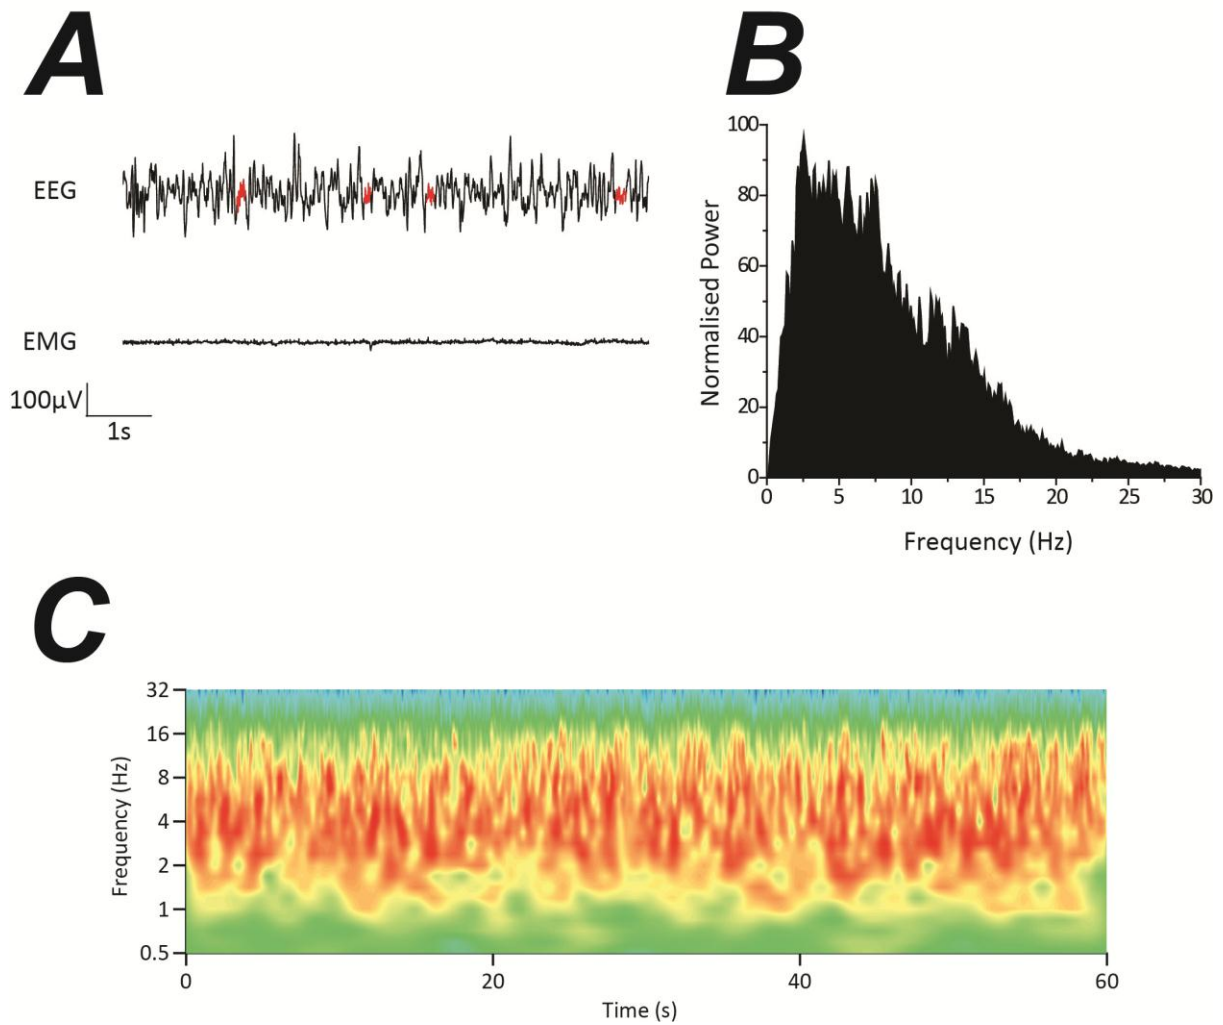 A
EEG
EMG
100µV
1s
B
100
80
60
40
20
0
0 5 10 15 20 25 30
Normalised Power
Frequency (Hz)
C
32
16
8
4
2
1
0.5
0 20 40 60
Frequency (Hz)
Time (s)